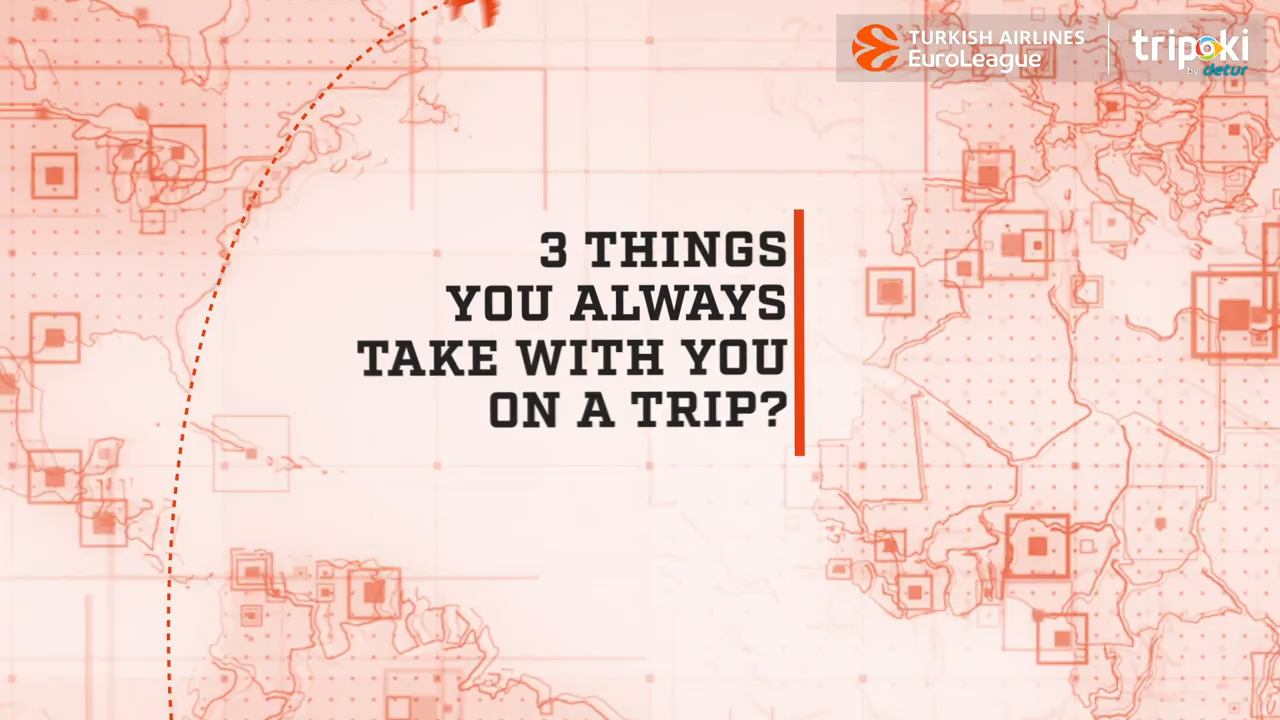 TURKISH AIRLINES
EuroLeague
tripoki
by detur
3 THINGS
YOU ALWAYS
TAKE WITH YOU
ON A TRIP?